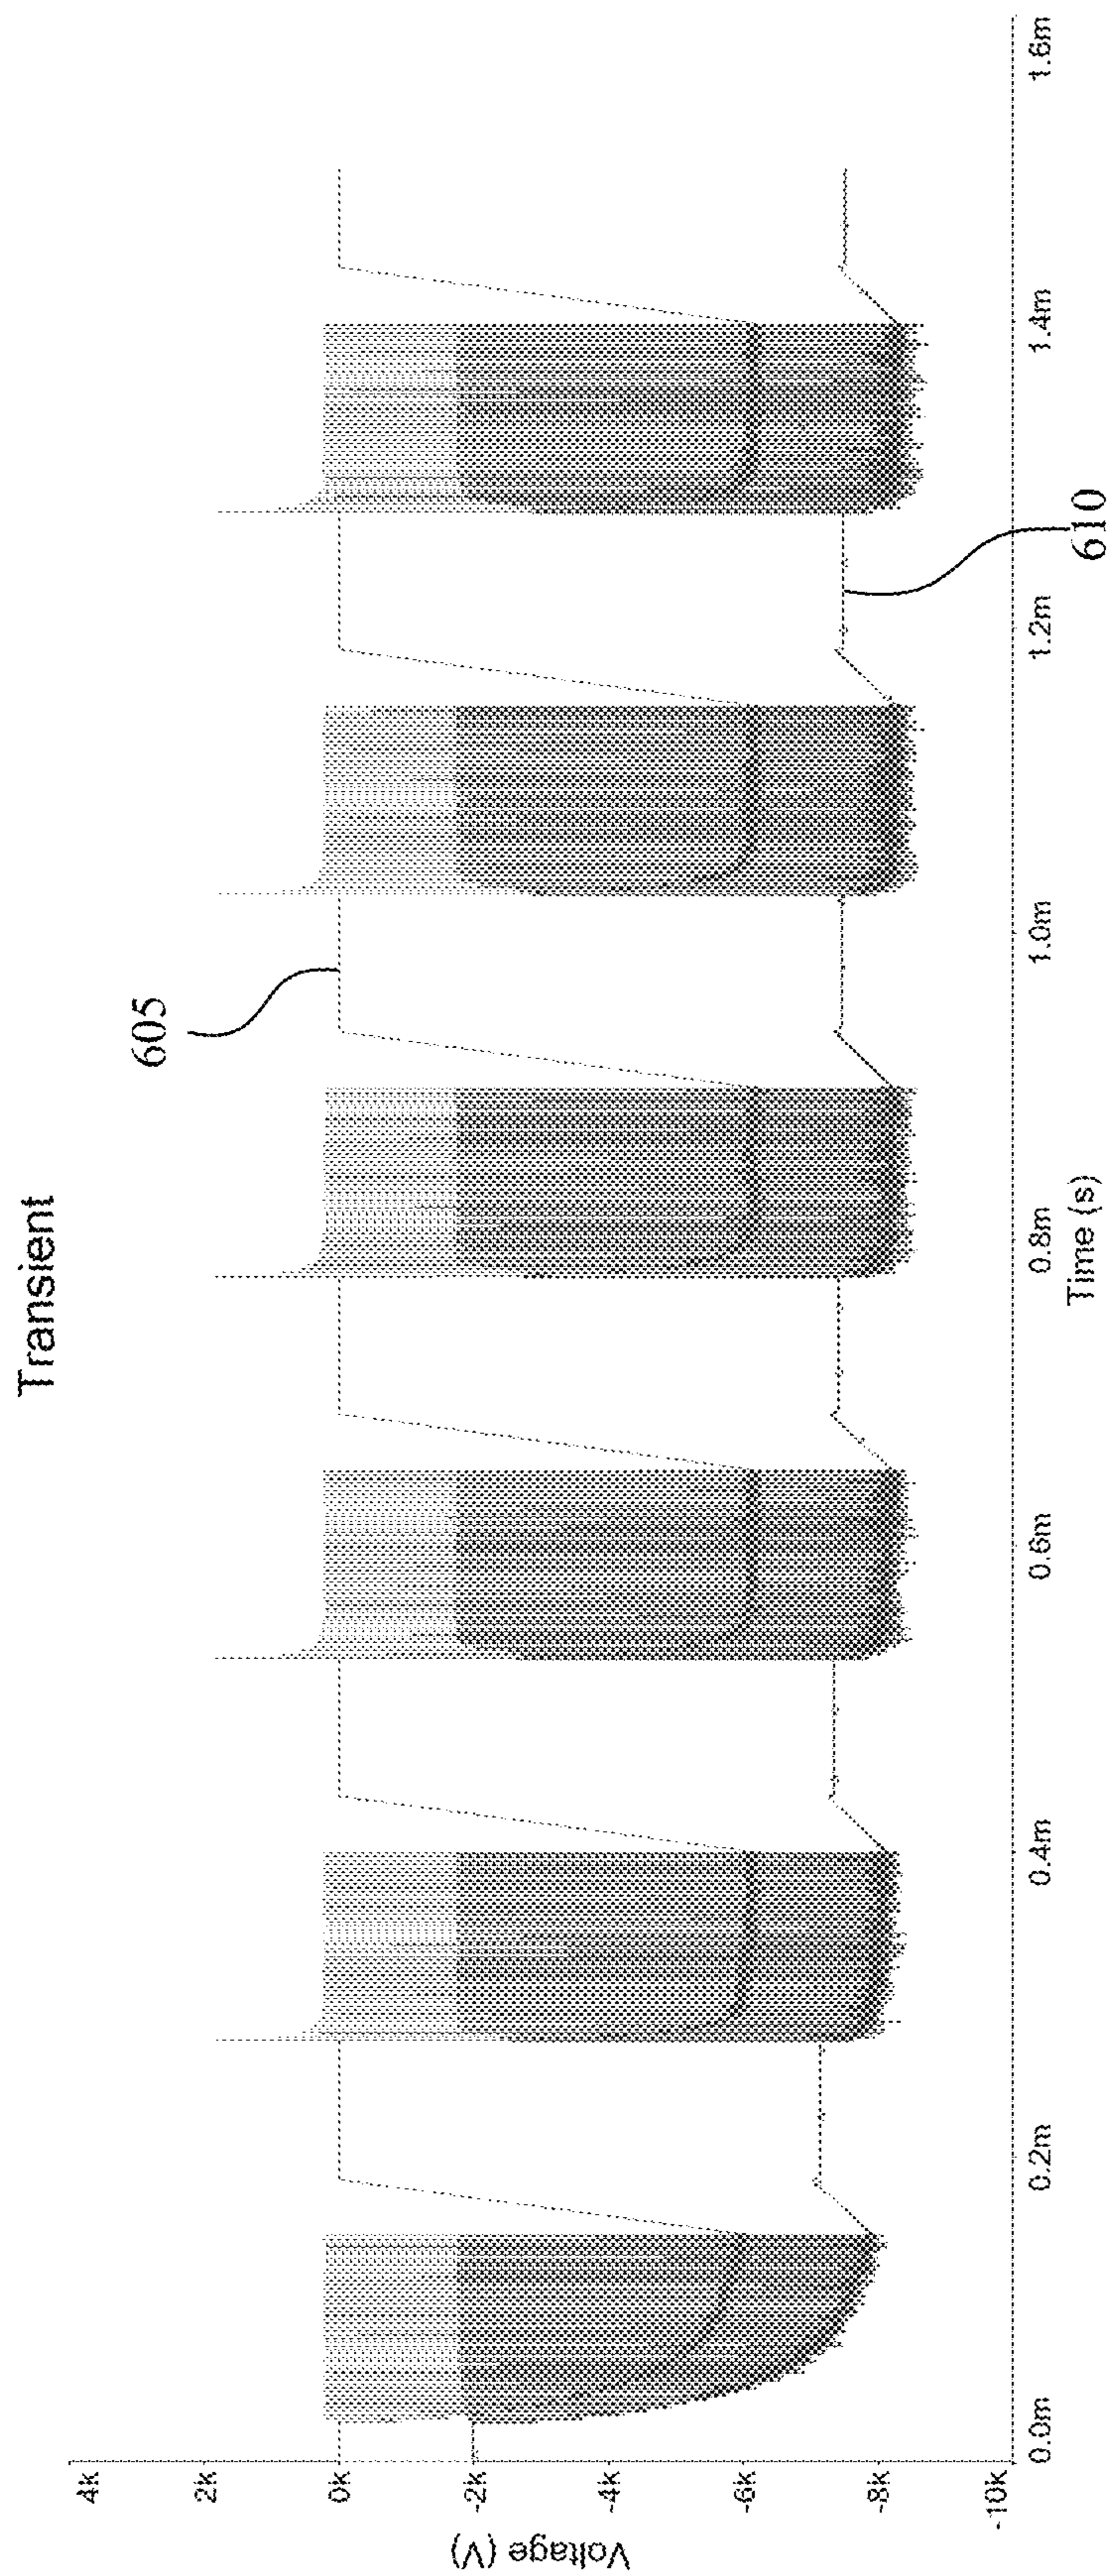 Transient
605
610
Voltage (V)
4k
2k
0k
-2k
-4k
-6k
-8k
-10k
0.0m
0.2m
0.4m
0.6m
0.8m
1.0m
1.2m
1.4m
1.6m
Time (s)